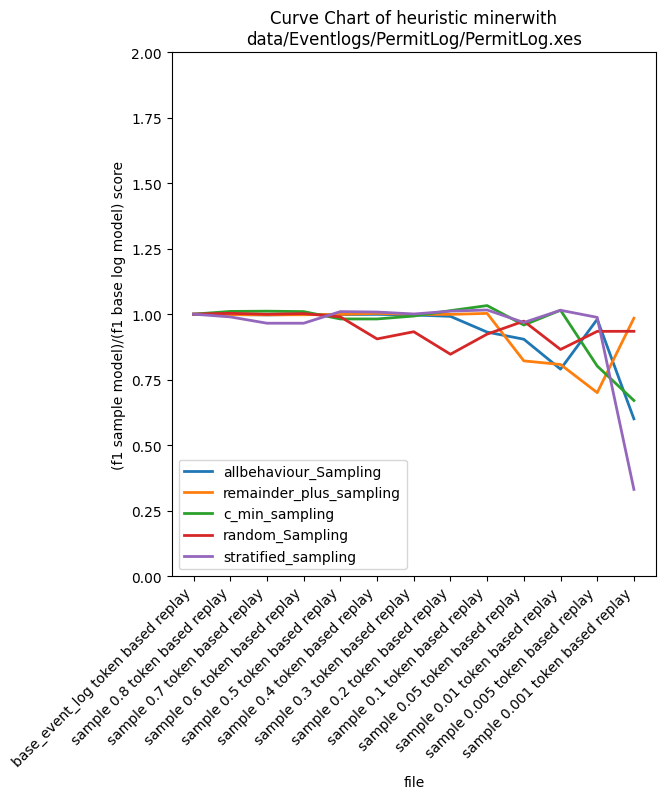 Curve Chart of heuristic minerwith
data/Eventlogs/PermitLog/PermitLog.xes
(f1 sample model)/(f1 base log model) score
2.00
1.75
1.50
1.25
1.00
0.75
0.50
0.25
0.00
allbehaviour_Sampling
remainder_plus_sampling
c_min_sampling
random_Sampling
stratified_sampling
base_event_log token based replay
sample 0.8 token based replay
sample 0.7 token based replay
sample 0.6 token based replay
sample 0.5 token based replay
sample 0.4 token based replay
sample 0.3 token based replay
sample 0.2 token based replay
sample 0.1 token based replay
sample 0.05 token based replay
sample 0.01 token based replay
sample 0.005 token based replay
sample 0.001 token based replay
file